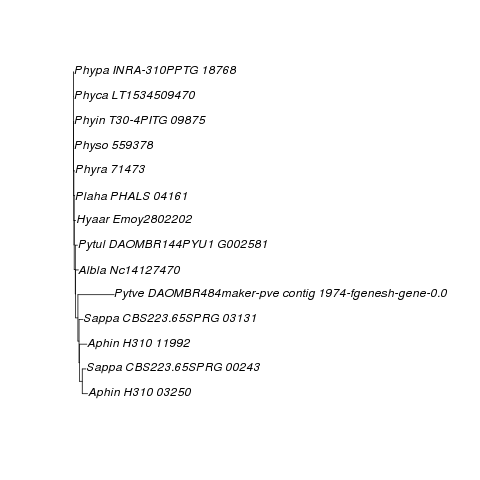 Phypa INRA-310PPTG 18768
Phyca LT1534509470
Phyin T30-4PITG 09875
Physo 559378
Phyra 71473
Plaha PHALS 04161
Hyaar Emoy2802202
Pytul DAOMBR144PYU1 G002581
Albla Nc14127470
Pytve DAOMBR484maker-pve contig 1974-fgenesh-gene-0.0
Sappa CBS223.65SPRG 03131
Aphin H310 11992
Sappa CBS223.65SPRG 00243
Aphin H310 03250